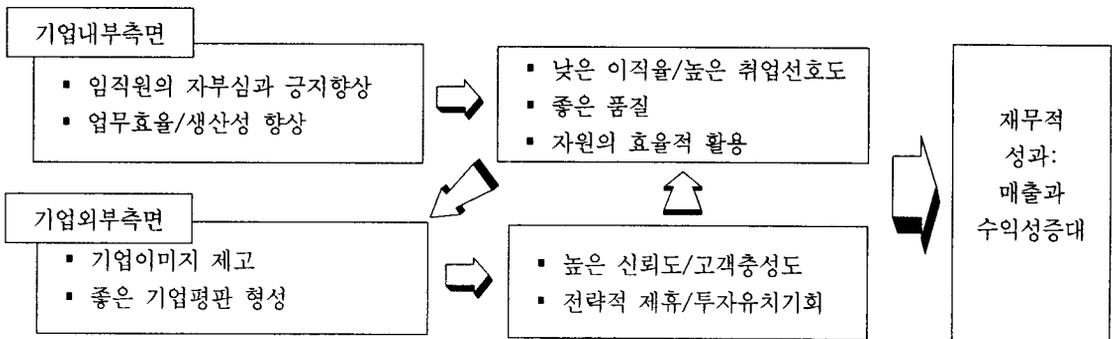 기업내부측면
▪ 임직원의 자부심과 긍지향상
▪ 업무효율/생산성 향상
▪ 낮은 이직율/높은 취업선호도
▪ 좋은 품질
▪ 자원의 효율적 활용
기업외부측면
▪ 기업이미지 제고
▪ 좋은 기업평판 형성
▪ 높은 신뢰도/고객충성도
▪ 전략적 제휴/투자유치기회
재무적
성과:
매출과
수익성증대